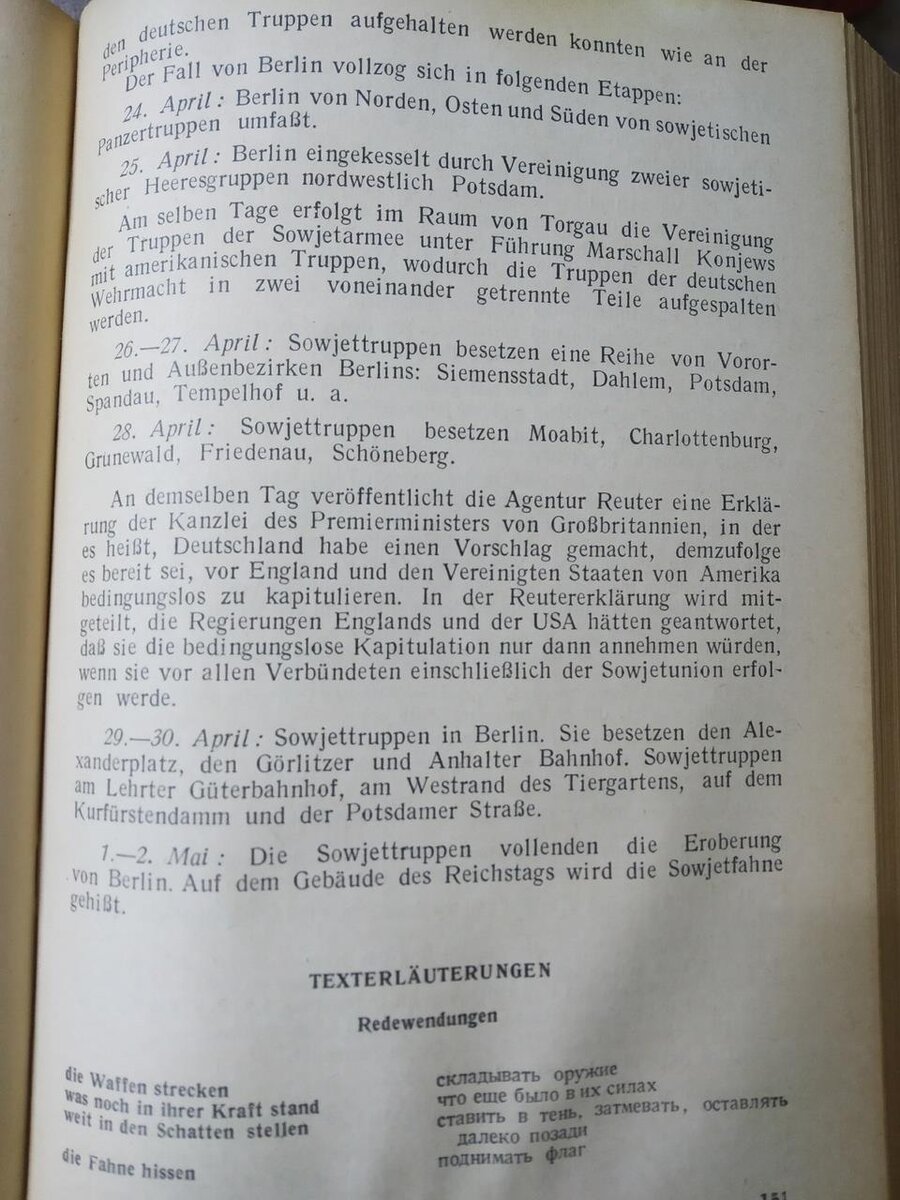 den deutschen Truppen aufgehalten werden konnten wie an der
Peripherie.
Der Fall von Berlin vollzog sich in folgenden Etappen:
24. April: Berlin von Norden, Osten und Süden von sowjetischen
Panzertruppen umfaßt.
25. April: Berlin eingekesselt durch Vereinigung zweier sowjeti-
scher Heeresgruppen nordwestlich Potsdam.
Am selben Tage erfolgt im Raum von Torgau die Vereinigung
der Truppen der Sowjetarmee unter Führung Marschall Konjews
mit amerikanischen Truppen, wodurch die Truppen der deutschen
Wehrmacht in zwei voneinander getrennte Teile aufgespalten
werden.
26.—27. April: Sowjettruppen besetzen eine Reihe von Voror-
ten und Außenbezirken Berlins: Siemensstadt, Dahlem, Potsdam,
Spandau, Tempelhof u. a.
28. April: Sowjettruppen besetzen Moabit, Charlottenburg,
Grunewald, Friedenau, Schöneberg.
An demselben Tag veröffentlicht die Agentur Reuter eine Erklä-
rung der Kanzlei des Premierministers von Großbritannien, in der
es heißt, Deutschland habe einen Vorschlag gemacht, demzufolge
es bereit sei, vor England und den Vereinigten Staaten von Amerika
bedingungslos zu kapitulieren. In der Reutererklärung wird mit-
geteilt, die Regierungen Englands und der USA hätten geantwortet,
daß sie die bedingungslose Kapitulation nur dann annehmen würden,
wenn sie vor allen Verbündeten einschließlich der Sowjetunion erfol-
gen werde.
29.—30. April: Sowjettruppen in Berlin. Sie besetzen den Ale-
xanderplatz, den Görlitzer und Anhalter Bahnhof. Sowjettruppen
am Lehrter Güterbahnhof, am Westrand des Tiergartens, auf dem
Kurfürstendamm und der Potsdamer Straße.
1.—2. Mai: Die Sowjettruppen vollenden die Eroberung
von Berlin. Auf dem Gebäude des Reichstags wird die Sowjetfahne
gehißt.
TEXTERLÄUTERUNGEN
Redewendungen
die Waffen strecken складывать оружие
was noch in ihrer Kraft stand что еще было в их силах
weit in den Schatten stellen ставить в тень, затмевать, оставлять
далеко позади
die Fahne hissen поднимать флаг
151